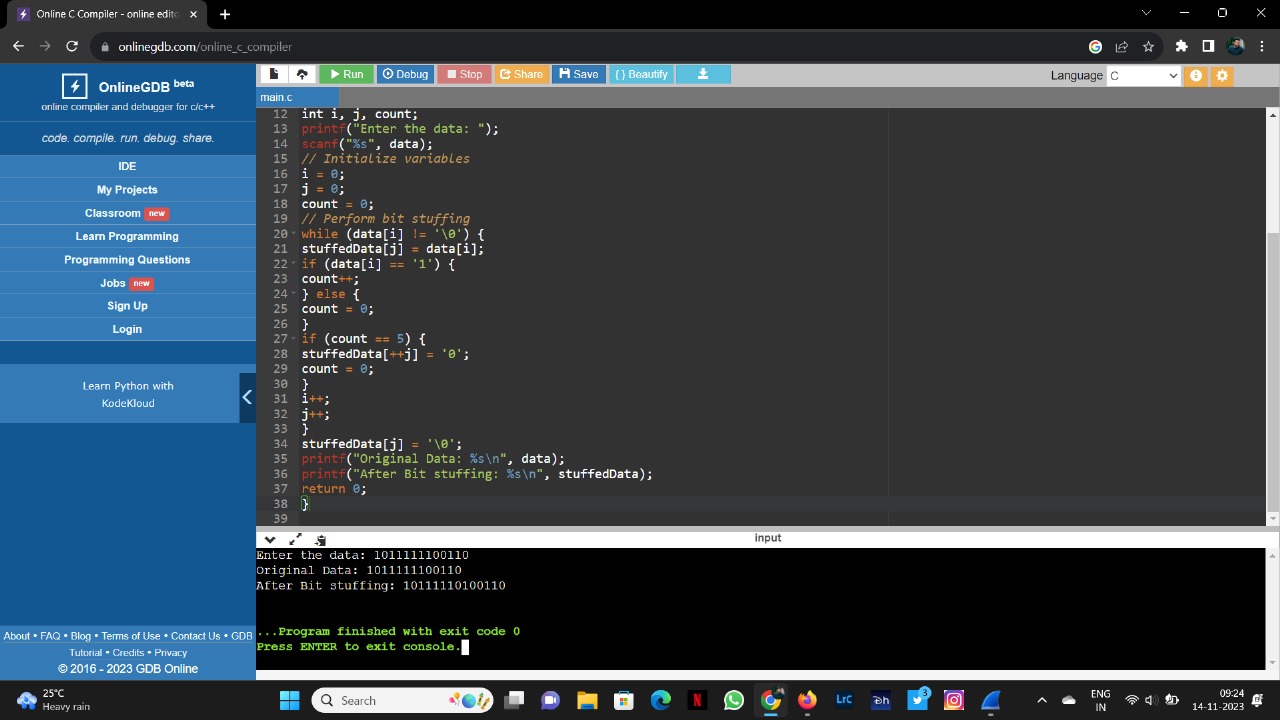 Online C Compiler - online edito
onlinegdb.com/online_c_compiler
OnlineGDB beta
online compiler and debugger for c/c++
code. compile. run. debug. share.
IDE
My Projects
Classroom new
Learn Programming
Programming Questions
Jobs new
Sign Up
Login
Learn Python with
KodeKloud
About • FAQ • Blog • Terms of Use • Contact Us • GDB
Tutorial • Credits • Privacy
© 2016 - 2023 GDB Online
Run Debug Stop Share Save { } Beautify
Language C
main.c
12 int i, j, count;
13 printf("Enter the data: ");
14 scanf("%s", data);
15 // Initialize variables
16 i = 0;
17 j = 0;
18 count = 0;
19 // Perform bit stuffing
20 while (data[i] != '\0') {
21 stuffedData[j] = data[i];
22 if (data[i] == '1') {
23 count++;
24 } else {
25 count = 0;
26 }
27 if (count == 5) {
28 stuffedData[++j] = '0';
29 count = 0;
30 }
31 i++;
32 j++;
33 }
34 stuffedData[j] = '\0';
35 printf("Original Data: %s\n", data);
36 printf("After Bit stuffing: %s\n", stuffedData);
37 return 0;
38 }
39
input
Enter the data: 1011111100110
Original Data: 1011111100110
After Bit stuffing: 10111110100110
...Program finished with exit code 0
Press ENTER to exit console.
25°C
Heavy rain
Search
N
LrC
Dh
3
ENG
IN
09:24
14-11-2023